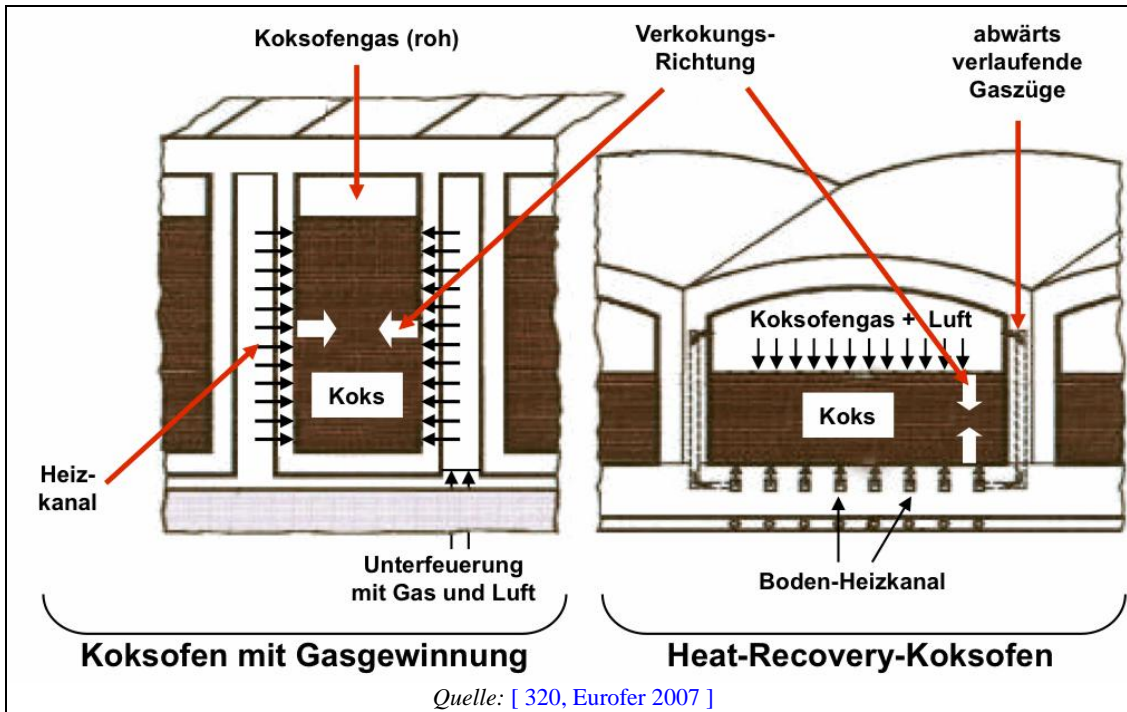 Koksofengas (roh)
Verkokungs-
Richtung
abwärts
verlaufende
Gaszüge
Koksofengas + Luft
Koks
Koks
Heiz-
kanal
Unterfeuerung
mit Gas und Luft
Boden-Heizkanal
Koksofen mit Gasgewinnung
Heat-Recovery-Koksofen
Quelle: [ 320, Eurofer 2007 ]